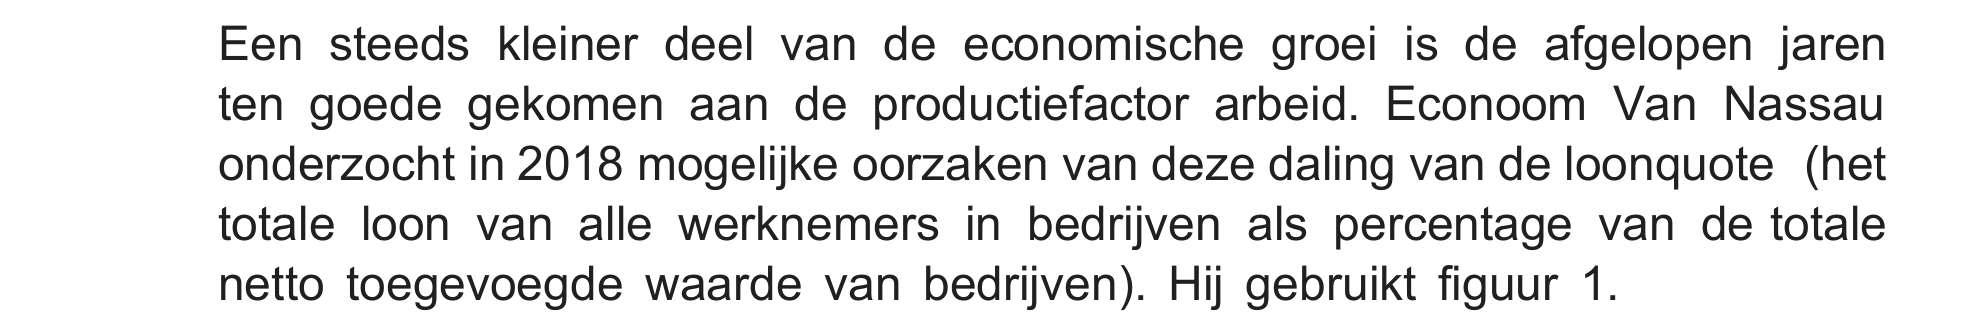 Een steeds kleiner deel van de economische groei is de afgelopen jaren
ten goede gekomen aan de productiefactor arbeid. Econoom Van Nassau
onderzocht in 2018 mogelijke oorzaken van deze daling van de loonquote (het
totale loon van alle werknemers in bedrijven als percentage van de totale
netto toegevoegde waarde van bedrijven). Hij gebruikt figuur 1.